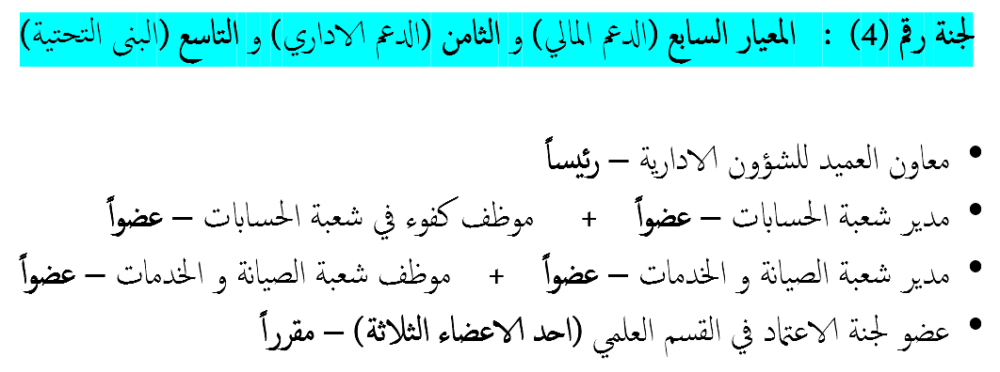 لجنة رقم (4) : المعيار السابع (الدعم المالي) و الثامن (الدعم الاداري) و التاسع (البنى التحتية)
• معاون العميد للشؤون الادارية – رئيساً
• مدير شعبة الحسابات – عضواً + موظف كفوء في شعبة الحسابات – عضواً
• مدير شعبة الصيانة و الخدمات – عضواً + موظف شعبة الصيانة و الخدمات – عضواً
• عضو لجنة الاعتماد في القسم العلمي (احد الاعضاء الثلاثة) – مقرراً